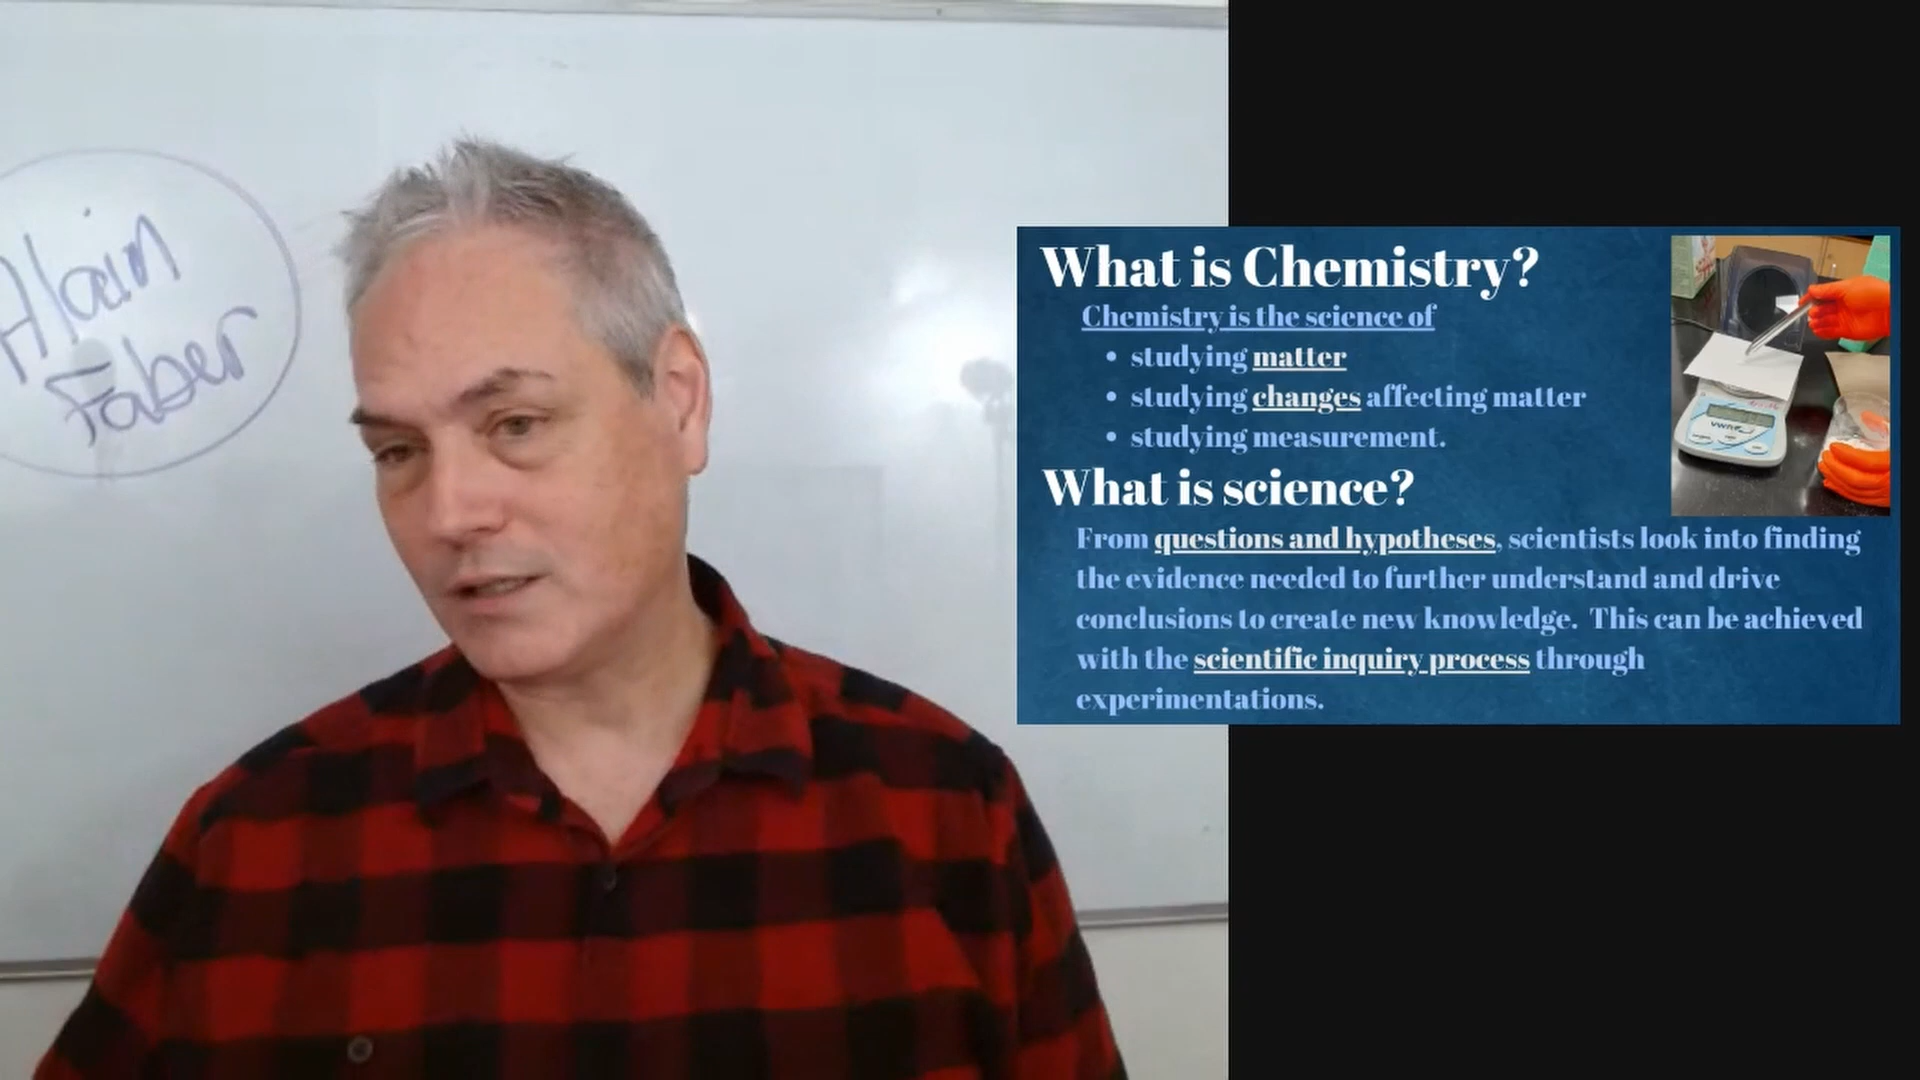 Alain
Faber
What is Chemistry?
Chemistry is the science of
• studying matter
• studying changes affecting matter
• studying measurement.
What is science?
From questions and hypotheses, scientists look into finding
the evidence needed to further understand and drive
conclusions to create new knowledge. This can be achieved
with the scientific inquiry process through
experimentations.
VWR